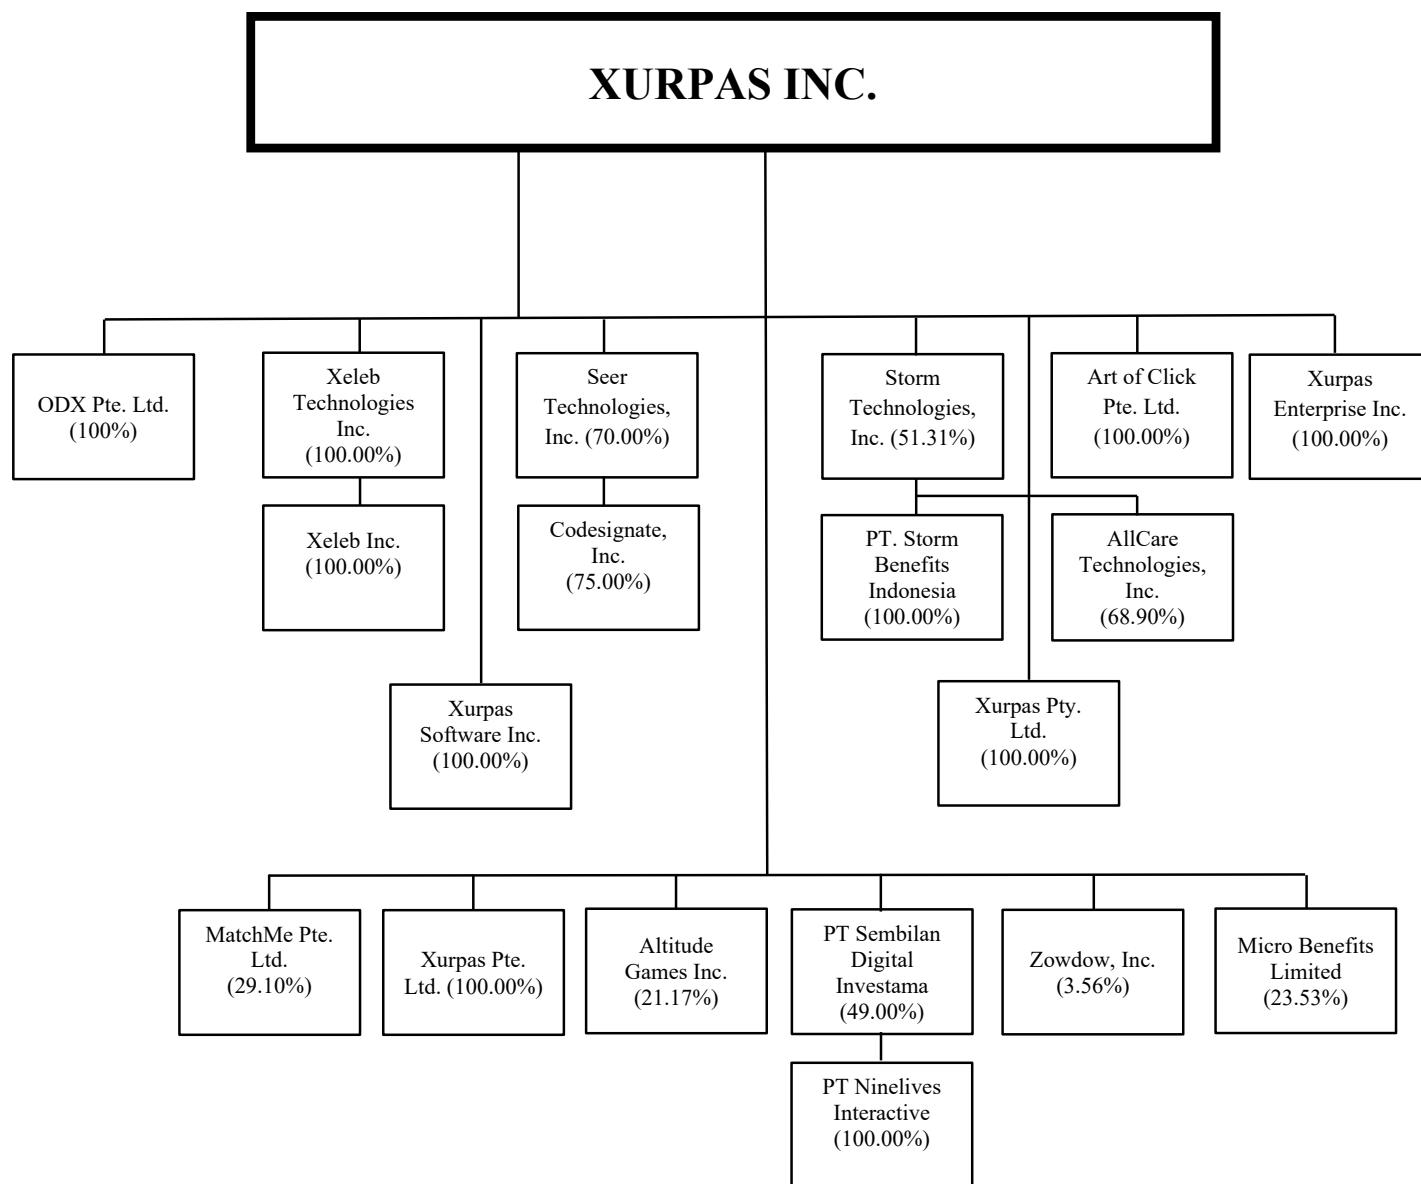 XURPAS INC.
ODX Pte. Ltd.
(100%)
Xeleb
Technologies
Inc.
(100.00%)
Seer
Technologies,
Inc. (70.00%)
Storm
Technologies,
Inc. (51.31%)
Art of Click
Pte. Ltd.
(100.00%)
Xurpas
Enterprise Inc.
(100.00%)
Xeleb Inc.
(100.00%)
Codesignate,
Inc.
(75.00%)
PT. Storm
Benefits
Indonesia
(100.00%)
AllCare
Technologies,
Inc.
(68.90%)
Xurpas
Software Inc.
(100.00%)
Xurpas Pty.
Ltd.
(100.00%)
MatchMe Pte.
Ltd.
(29.10%)
Xurpas Pte.
Ltd. (100.00%)
Altitude
Games Inc.
(21.17%)
PT Sembilan
Digital
Investama
(49.00%)
Zowdow, Inc.
(3.56%)
Micro Benefits
Limited
(23.53%)
PT Ninelives
Interactive
(100.00%)